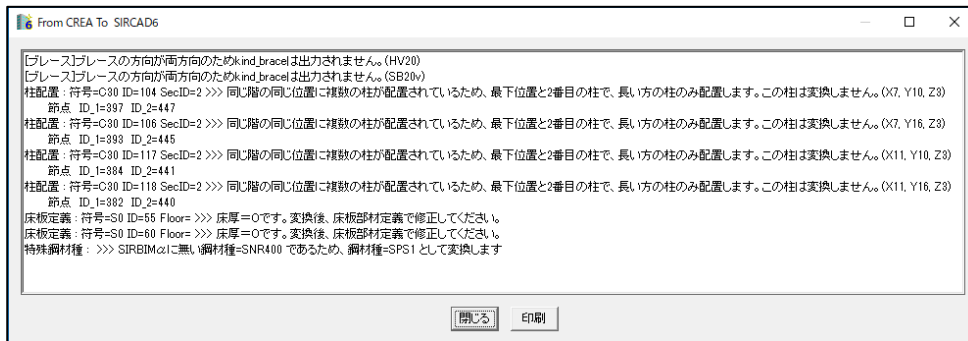 From CREA To SIRCAD6
[ブレース]ブレースの方向が両方向のためkind_braceは出力されません。(HV20)
[ブレース]ブレースの方向が両方向のためkind_braceは出力されません。(SB20v)
柱配置：符号=C30 ID=104 SecID=2 >>> 同じ階の同じ位置に複数の柱が配置されているため、最下位置と2番目の柱で、長い方の柱のみ配置します。この柱は変換しません。(X7, Y10, Z3)
節点 ID_1=397 ID_2=447
柱配置：符号=C30 ID=106 SecID=2 >>> 同じ階の同じ位置に複数の柱が配置されているため、最下位置と2番目の柱で、長い方の柱のみ配置します。この柱は変換しません。(X7, Y16, Z3)
節点 ID_1=393 ID_2=445
柱配置：符号=C30 ID=117 SecID=2 >>> 同じ階の同じ位置に複数の柱が配置されているため、最下位置と2番目の柱で、長い方の柱のみ配置します。この柱は変換しません。(X11, Y10, Z3)
節点 ID_1=384 ID_2=441
柱配置：符号=C30 ID=118 SecID=2 >>> 同じ階の同じ位置に複数の柱が配置されているため、最下位置と2番目の柱で、長い方の柱のみ配置します。この柱は変換しません。(X11, Y16, Z3)
節点 ID_1=382 ID_2=440
床板定義：符号=S0 ID=55 Floor= >>> 床厚=0です。変換後、床板部材定義で修正してください。
床板定義：符号=S0 ID=60 Floor= >>> 床厚=0です。変換後、床板部材定義で修正してください。
特殊鋼材種： >>> SIRBIMαに無い鋼材種=SNR400 であるため、鋼材種=SPS1 として変換します
閉じる 印刷